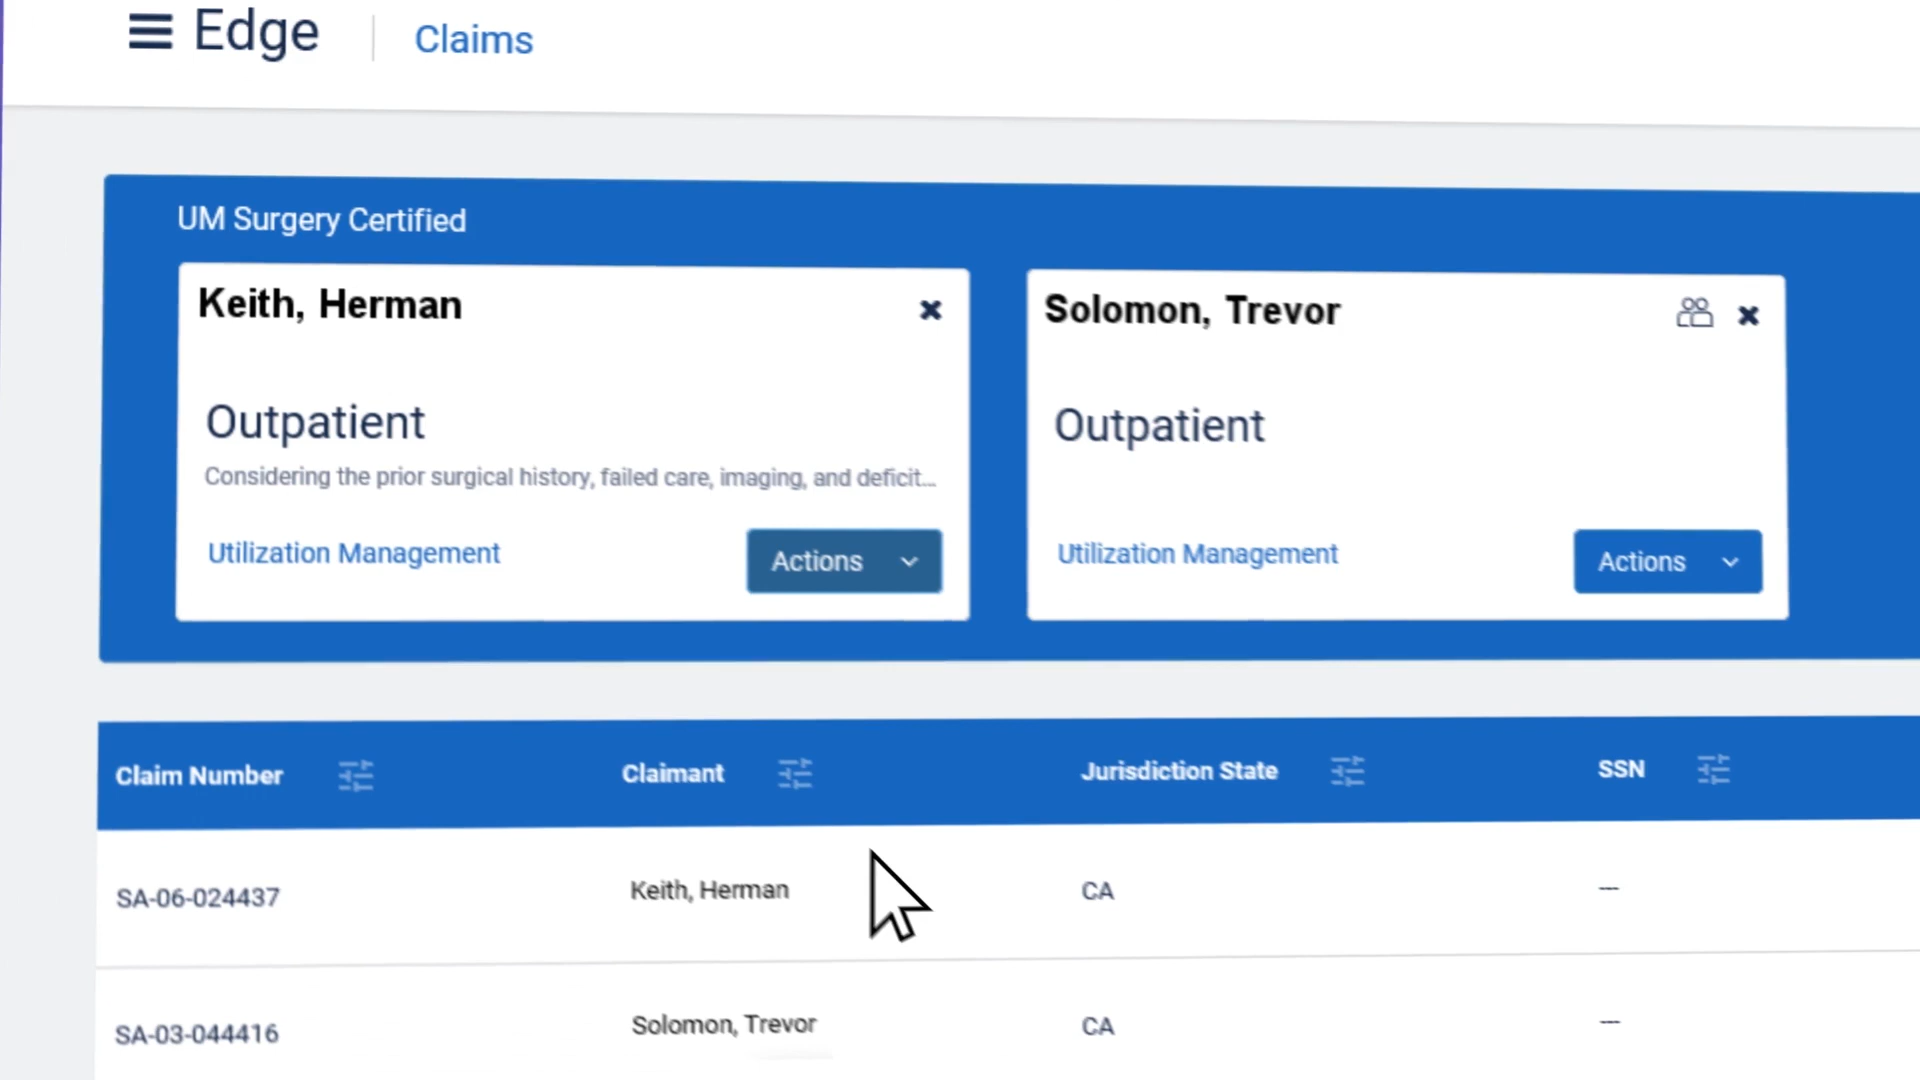 Edge
Claims
UM Surgery Certified
Keith, Herman
Outpatient
Considering the prior surgical history, failed care, imaging, and deficit...
Utilization Management
Actions
Solomon, Trevor
Outpatient
Utilization Management
Actions
Claim Number Claimant Jurisdiction State SSN
SA-06-024437 Keith, Herman CA ---
SA-03-044416 Solomon, Trevor CA ---